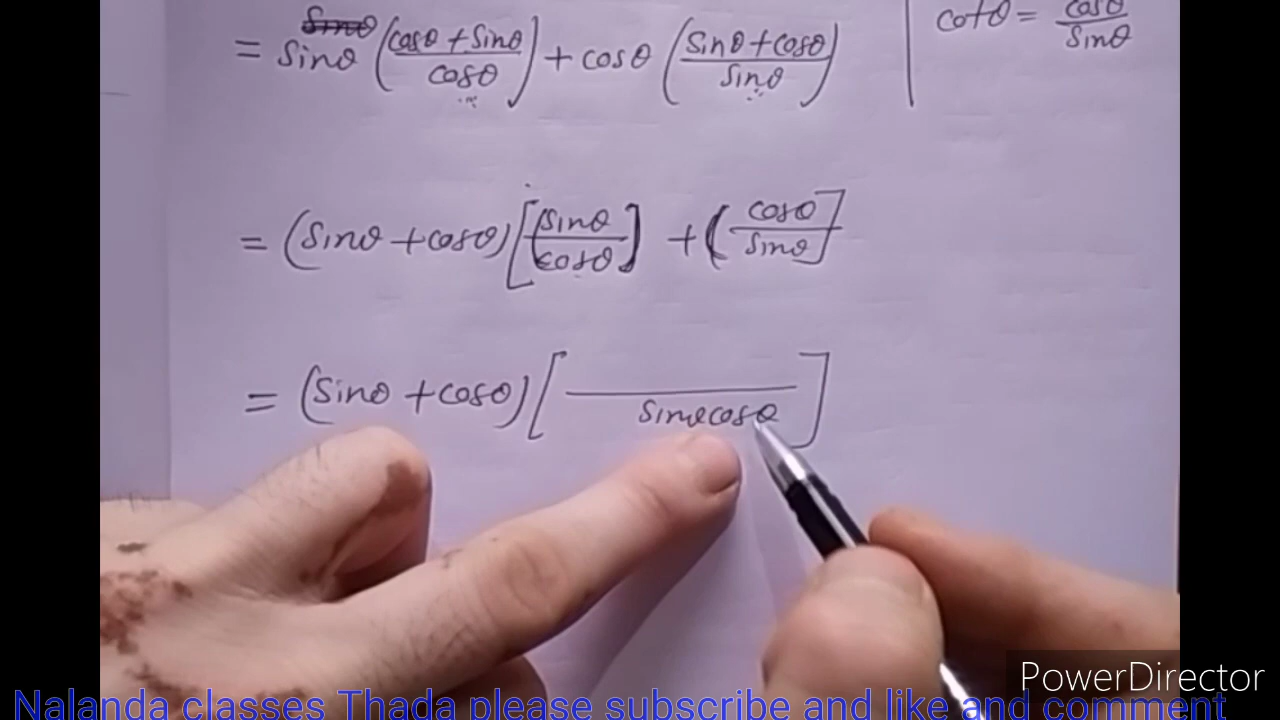 cotθ = cosθ/sinθ
= sinθ (cosθ + sinθ/cosθ) + cosθ (sinθ + cosθ/sinθ)
= (sinθ + cosθ) [(sinθ/cosθ] + (cosθ/sinθ]
= (sinθ + cosθ) [ /sinθcosθ]
PowerDirector
Nalanda classes Thada please subscribe and like and comment